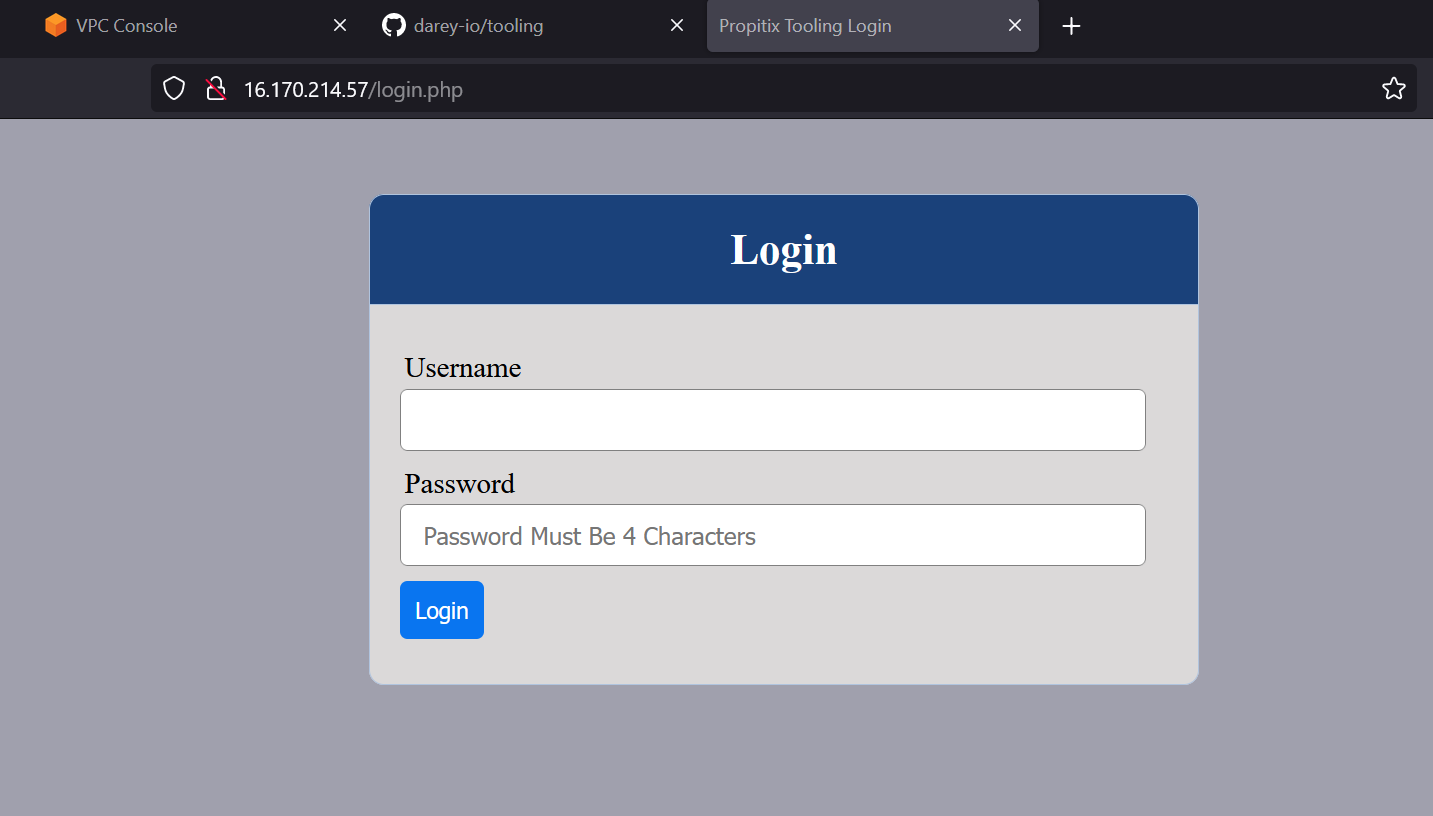 VPC Console
darey-io/tooling
Propitix Tooling Login
16.170.214.57/login.php
Login
Username
Password
Password Must Be 4 Characters
Login